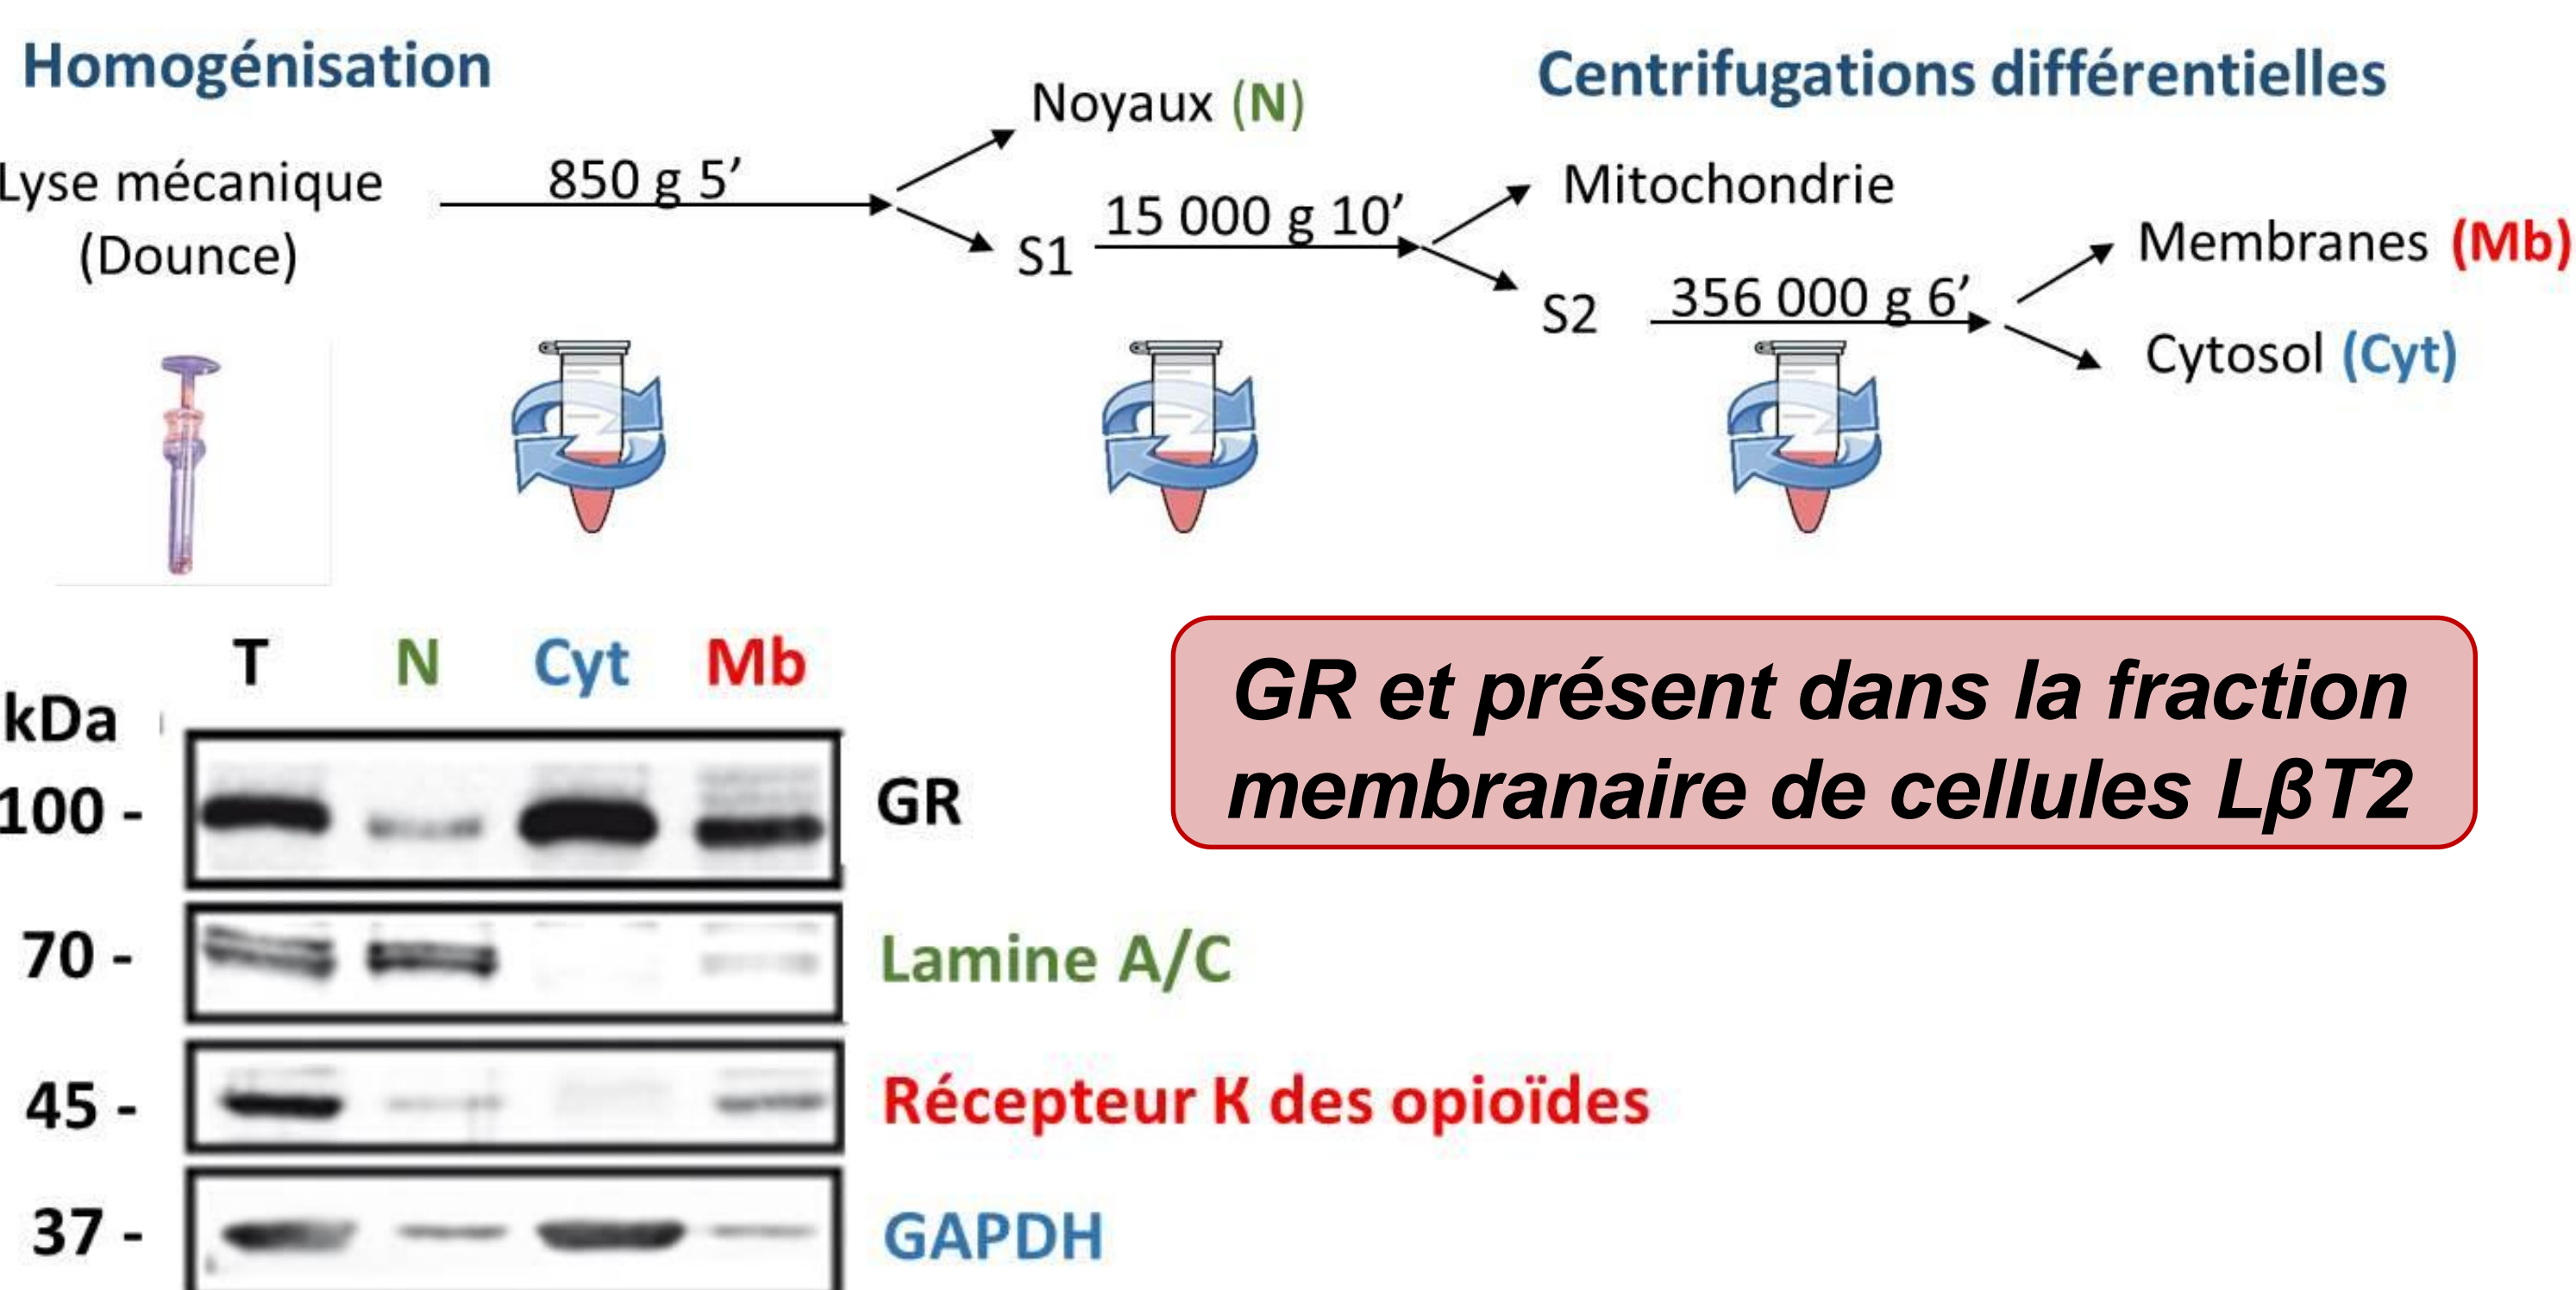 Homogénisation
Centrifugations différentielles
Lyse mécanique
(Dounce)
850 g 5’
Noyaux (N)
S1
15 000 g 10’
Mitochondrie
S2
356 000 g 6’
Membranes (Mb)
Cytosol (Cyt)
T N Cyt Mb
kDa
100 - GR
70 - Lamine A/C
45 - Récepteur K des opioïdes
37 - GAPDH
GR et présent dans la fraction
membranaire de cellules LβT2